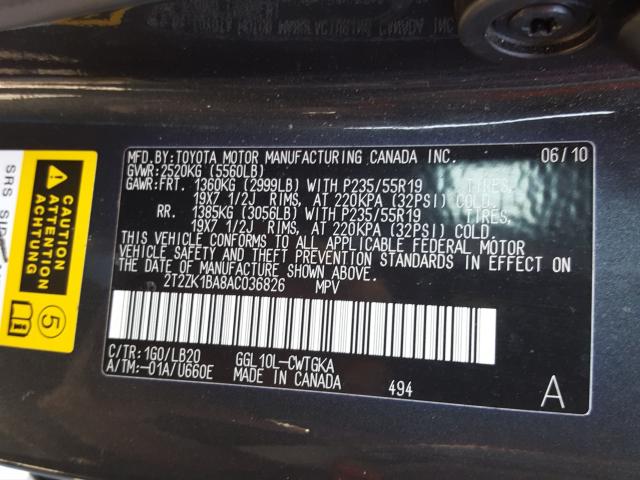 MFD.BY:TOYOTA MOTOR MANUFACTURING CANADA INC. 06/10
GVWR:2520KG (5560LB)
GAWR:FRT. 1360KG (2999LB) WITH P235/55R19 TIRES,
19X7 1/2J RIMS, AT 220KPA (32PSI) COLD.
RR. 1385KG (3056LB) WITH P235/55R19 TIRES,
19X7 1/2J RIMS, AT 220KPA (32PSI) COLD.
THIS VEHICLE CONFORMS TO ALL APPLICABLE FEDERAL MOTOR
VEHICLE SAFETY AND THEFT PREVENTION STANDARDS IN EFFECT ON
THE DATE OF MANUFACTURE SHOWN ABOVE.
2T2ZK1BA8AC036826 MPV
C/TR:1G0/LB20 GGL10L-CWTGKA
A/TM:-01A/U660E MADE IN CANADA 494 A
CAUTION
ATTENTION
ACHTUNG
5
SRS